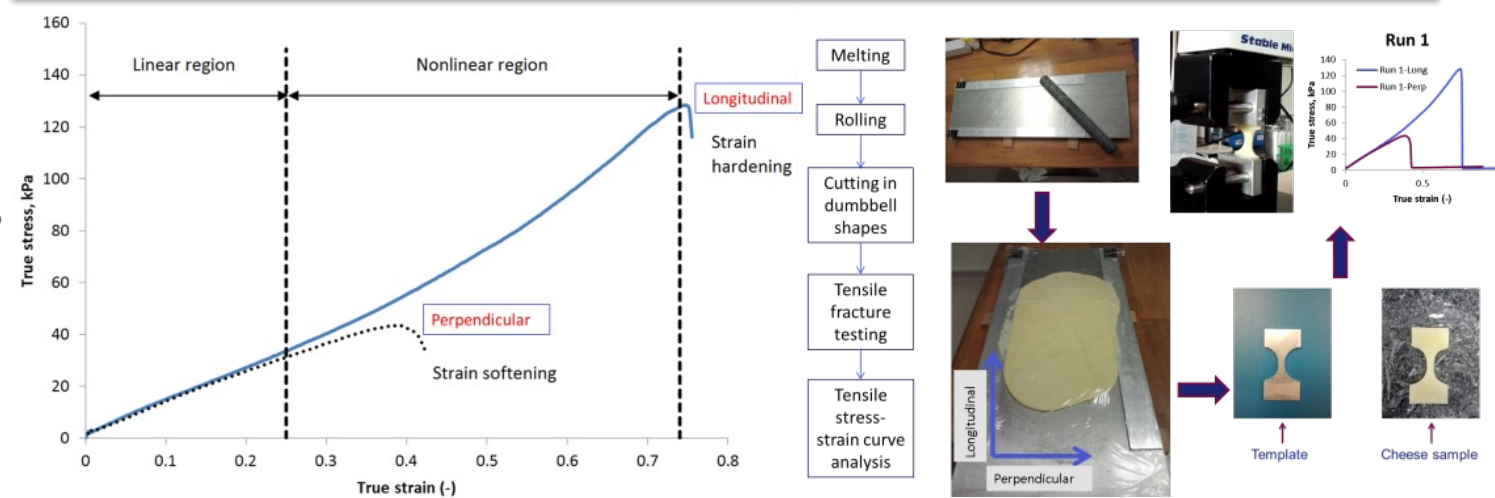 160
140
120
100
80
60
40
20
0
True stress, kPa
0
0.1
0.2
0.3
0.4
0.5
0.6
0.7
0.8
True strain (-)
Linear region
Nonlinear region
Longitudinal
Strain
hardening
Perpendicular
Strain softening
Melting
Rolling
Cutting in
dumbbell
shapes
Tensile
fracture
testing
Tensile
stress-
strain curve
analysis
Longitudinal
Perpendicular
Stable Mi
Run 1
140
120
100
80
60
40
20
0
True stress, kPa
Run 1-Long
Run 1-Perp
0
0.5
True strain (-)
Template
Cheese sample